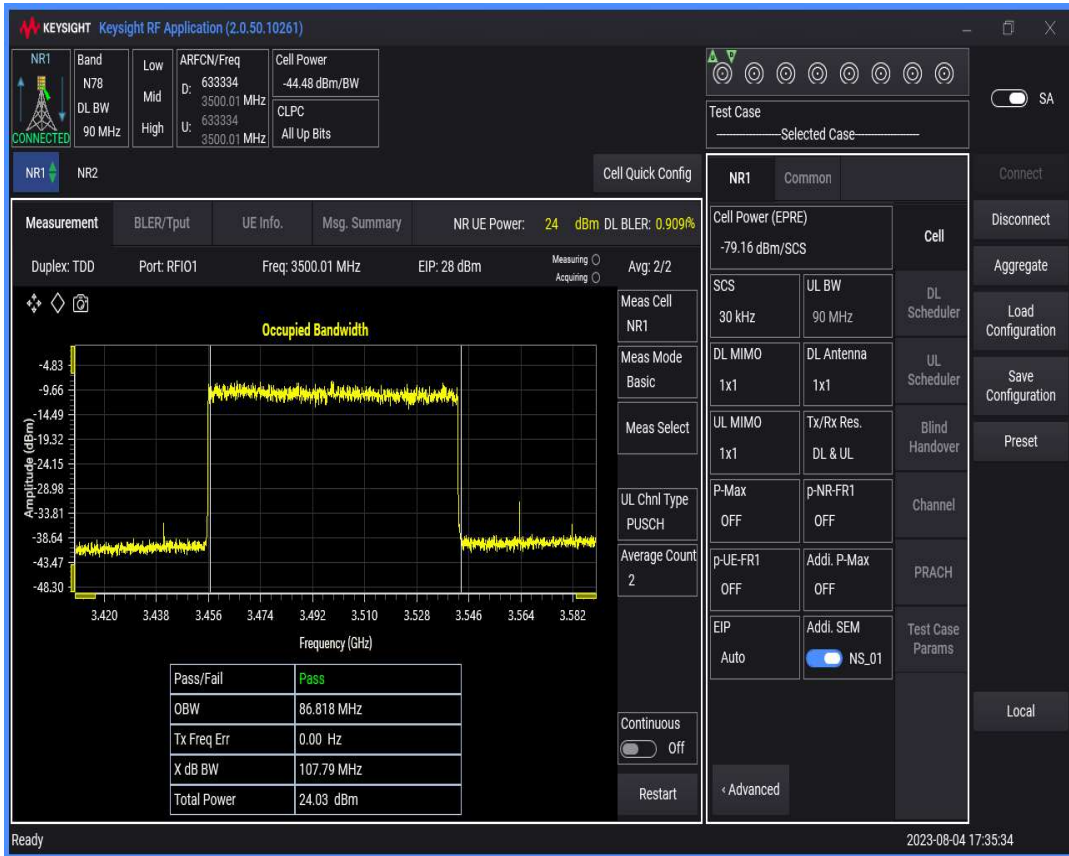 KEYSIGHT Keysight RF Application (2.0.50.10261)
NR1
CONNECTED
Band
N78
DL BW
90 MHz
Low
Mid
High
ARFCN/Freq
D: 633334
3500.01 MHz
U: 633334
3500.01 MHz
Cell Power
-44.48 dBm/BW
CLPC
All Up Bits
Test Case
Selected Case
SA
NR1 NR2 Cell Quick Config
Measurement BLER/Tput UE Info. Msg. Summary NR UE Power: 24 dBm DL BLER: 0.909/%
Duplex: TDD Port: RFIO1 Freq: 3500.01 MHz EIP: 28 dBm Measuring Acquiring Avg: 2/2
Occupied Bandwidth
Amplitude (dBm)
-4.83
-9.66
-14.49
-19.32
-24.15
-28.98
-33.81
-38.64
-43.47
-48.30
3.420 3.438 3.456 3.474 3.492 3.510 3.528 3.546 3.564 3.582
Frequency (GHz)
Pass/Fail Pass
OBW 86.818 MHz
Tx Freq Err 0.00 Hz
X dB BW 107.79 MHz
Total Power 24.03 dBm
Meas Cell
NR1
Meas Mode
Basic
Meas Select
UL Chnl Type
PUSCH
Average Count
2
Continuous
Off
Restart
NR1 Common
Cell Power (EPRE)
-79.16 dBm/SCS
SCS
30 kHz
UL BW
90 MHz
DL MIMO
1x1
DL Antenna
1x1
UL MIMO
1x1
Tx/Rx Res.
DL & UL
P-Max
OFF
p-NR-FR1
OFF
p-UE-FR1
OFF
Addi. P-Max
OFF
EIP
Auto
Addi. SEM
NS_01
‹ Advanced
Cell
DL
Scheduler
UL
Scheduler
Blind
Handover
Channel
PRACH
Test Case
Params
Connect
Disconnect
Aggregate
Load
Configuration
Save
Configuration
Preset
Local
Ready 2023-08-04 17:35:34